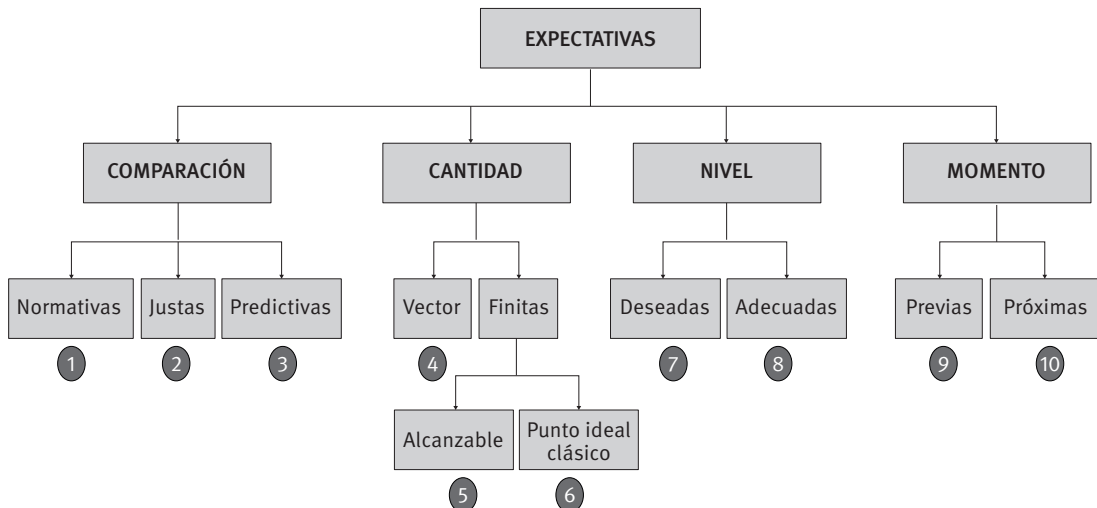 EXPECTATIVAS
COMPARACIÓN
CANTIDAD
NIVEL
MOMENTO
Normativas
Justas
Predictivas
Vector
Finitas
Deseadas
Adecuadas
Previas
Próximas
1
2
3
4
7
8
9
10
Alcanzable
Punto ideal
clásico
5
6